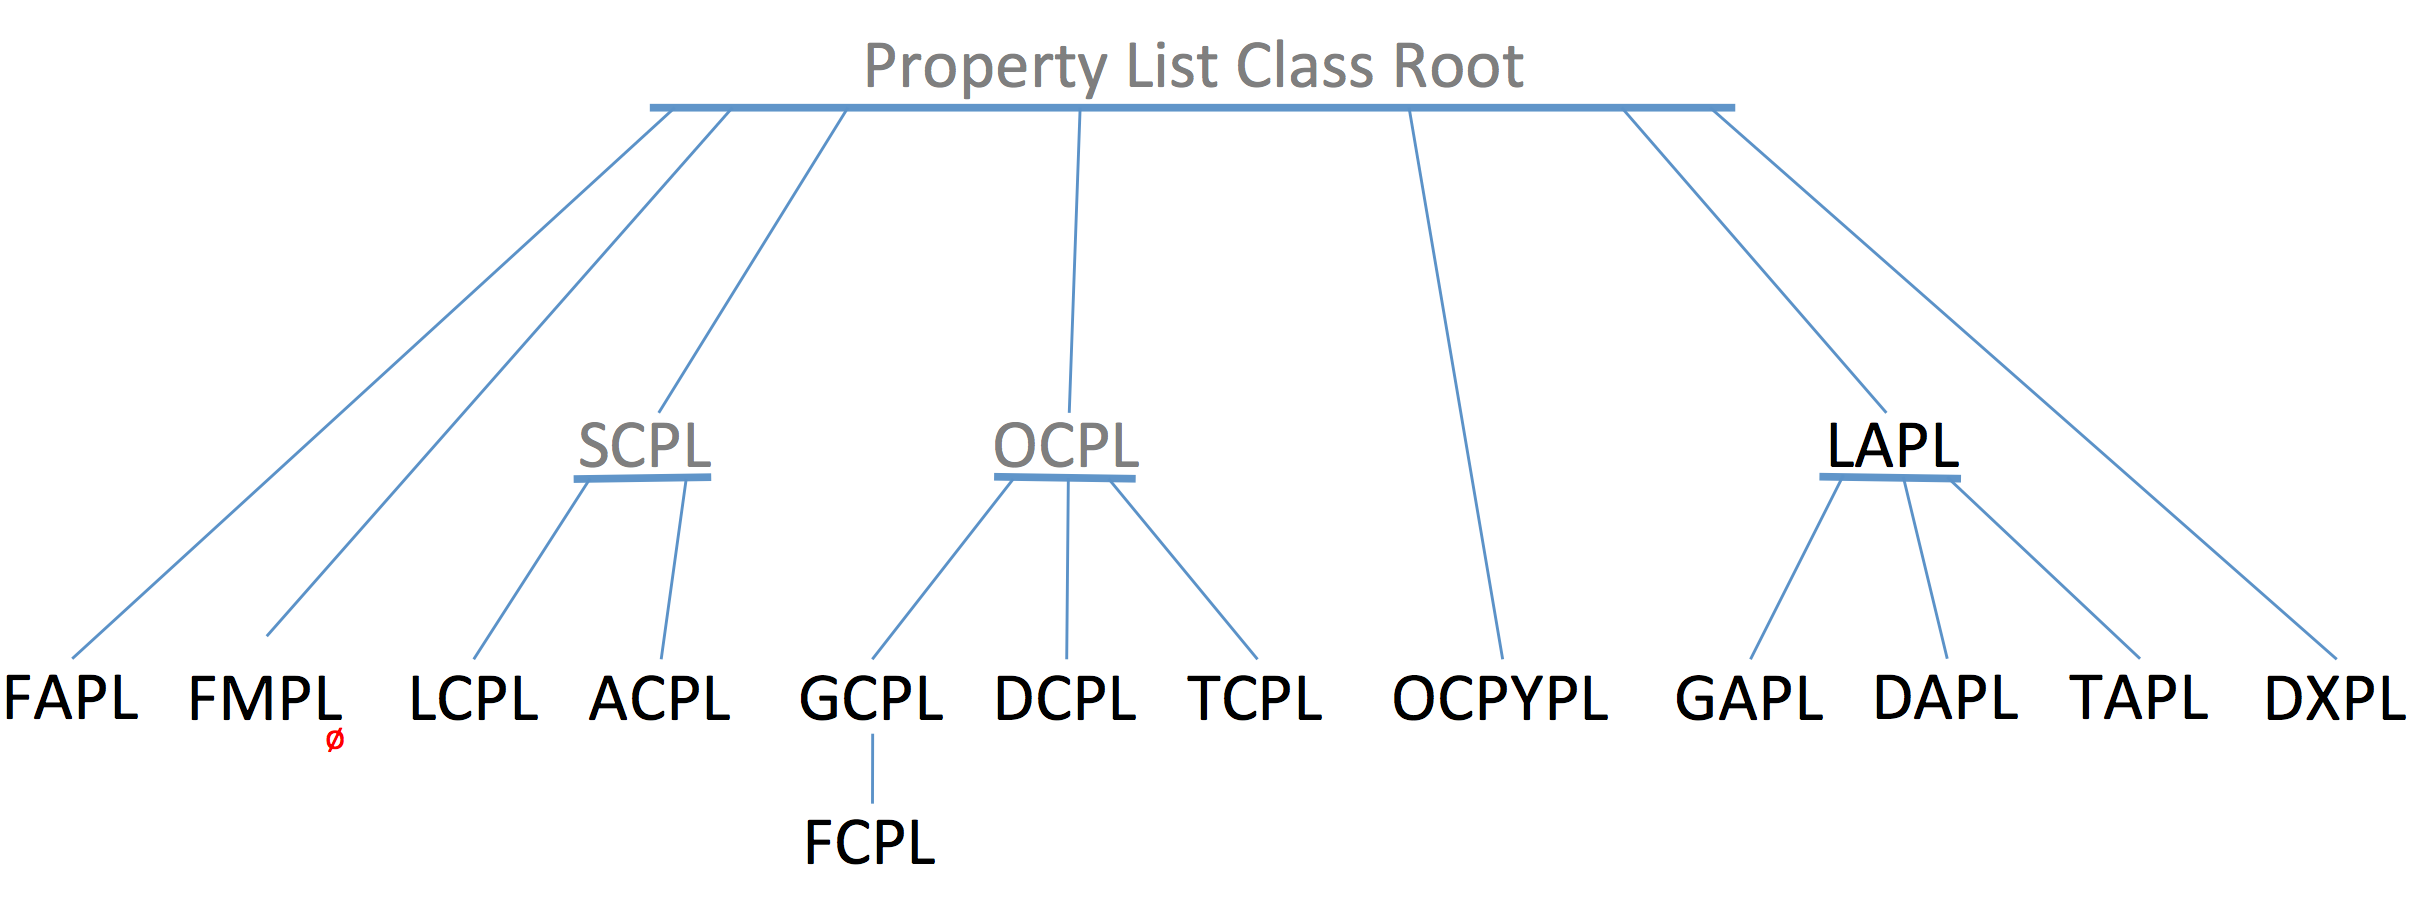 Property List Class Root
SCPL OCPL LAPL
FAPL FMPL LCPL ACPL GCPL DCPL TCPL OCPYPL GAPL DAPL TAPL DXPL
ø
FCPL